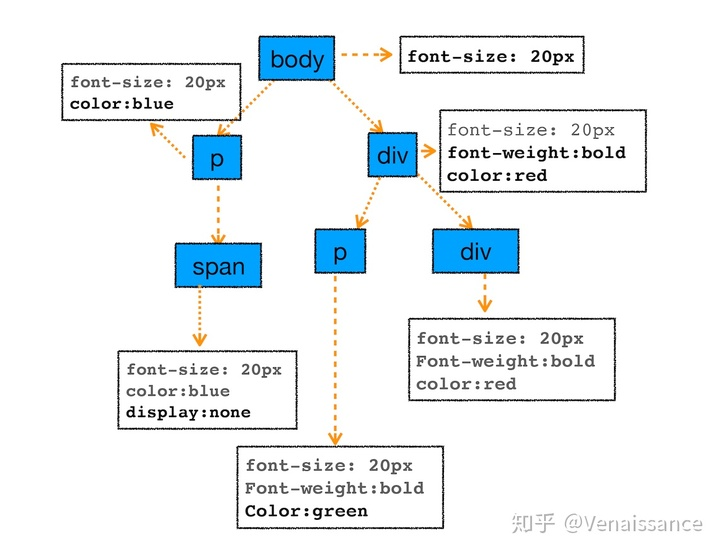 body
font-size: 20px
font-size: 20px
color:blue
p
div
font-size: 20px
font-weight:bold
color:red
span
p
div
font-size: 20px
Font-weight:bold
color:red
font-size: 20px
color:blue
display:none
font-size: 20px
Font-weight:bold
Color:green
知乎 @Venaissance